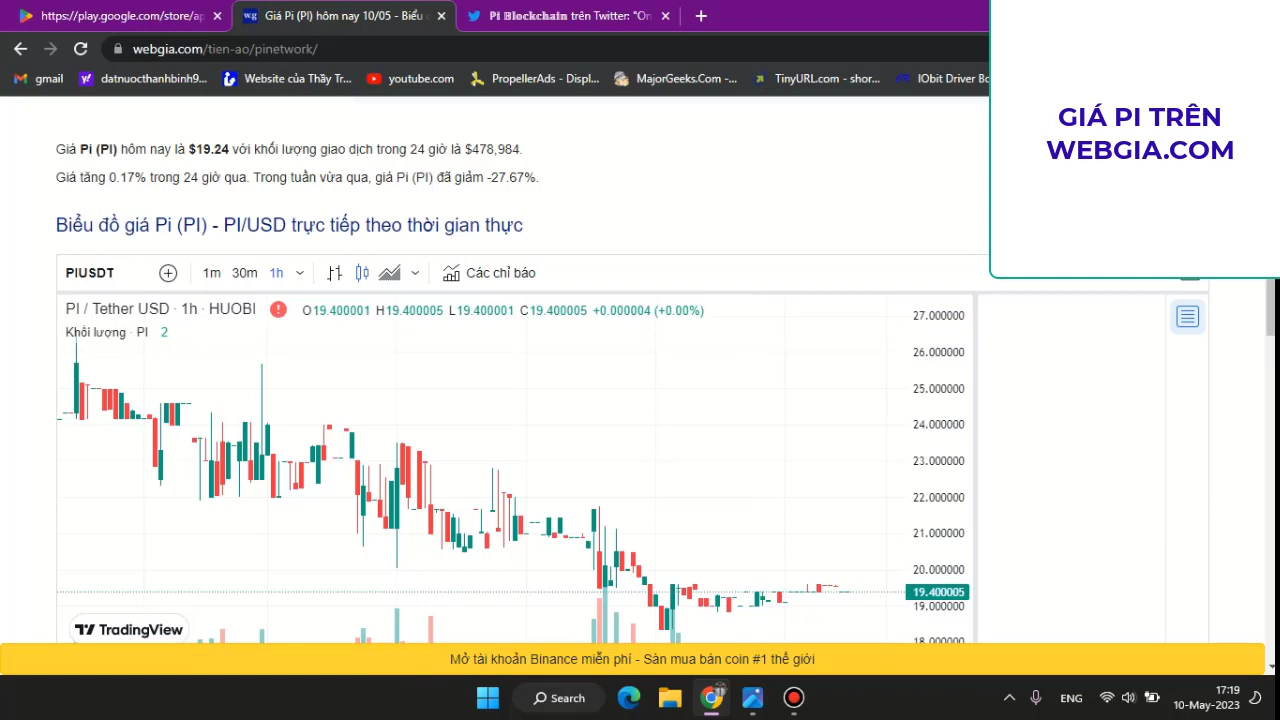 https://play.google.com/store/ap
Giá Pi (PI) hôm nay 10/05 - Biểu
Pi Blockchain trên Twitter: "On
webgia.com/tien-ao/pinetwork/
gmail
datnuocthanhbinh9...
Website của Thầy Tr...
youtube.com
PropellerAds - Displ...
MajorGeeks.Com -...
TinyURL.com - shor...
IObit Driver Bo
GIÁ PI TRÊN
WEBGIA.COM
Giá Pi (PI) hôm nay là $19.24 với khối lượng giao dịch trong 24 giờ là $478,984.
Giá tăng 0.17% trong 24 giờ qua. Trong tuần vừa qua, giá Pi (PI) đã giảm -27.67%.
Biểu đồ giá Pi (PI) - PI/USD trực tiếp theo thời gian thực
PIUSDT
1m 30m 1h
Các chỉ báo
PI / Tether USD · 1h · HUOBI
O19.400001 H19.400005 L19.400001 C19.400005 +0.000004 (+0.00%)
Khối lượng · PI 2
27.000000
26.000000
25.000000
24.000000
23.000000
22.000000
21.000000
20.000000
19.400005
19.000000
18.000000
TradingView
Mở tài khoản Binance miễn phí - Sàn mua bán coin #1 thế giới
Search
ENG
17:19
10-May-2023